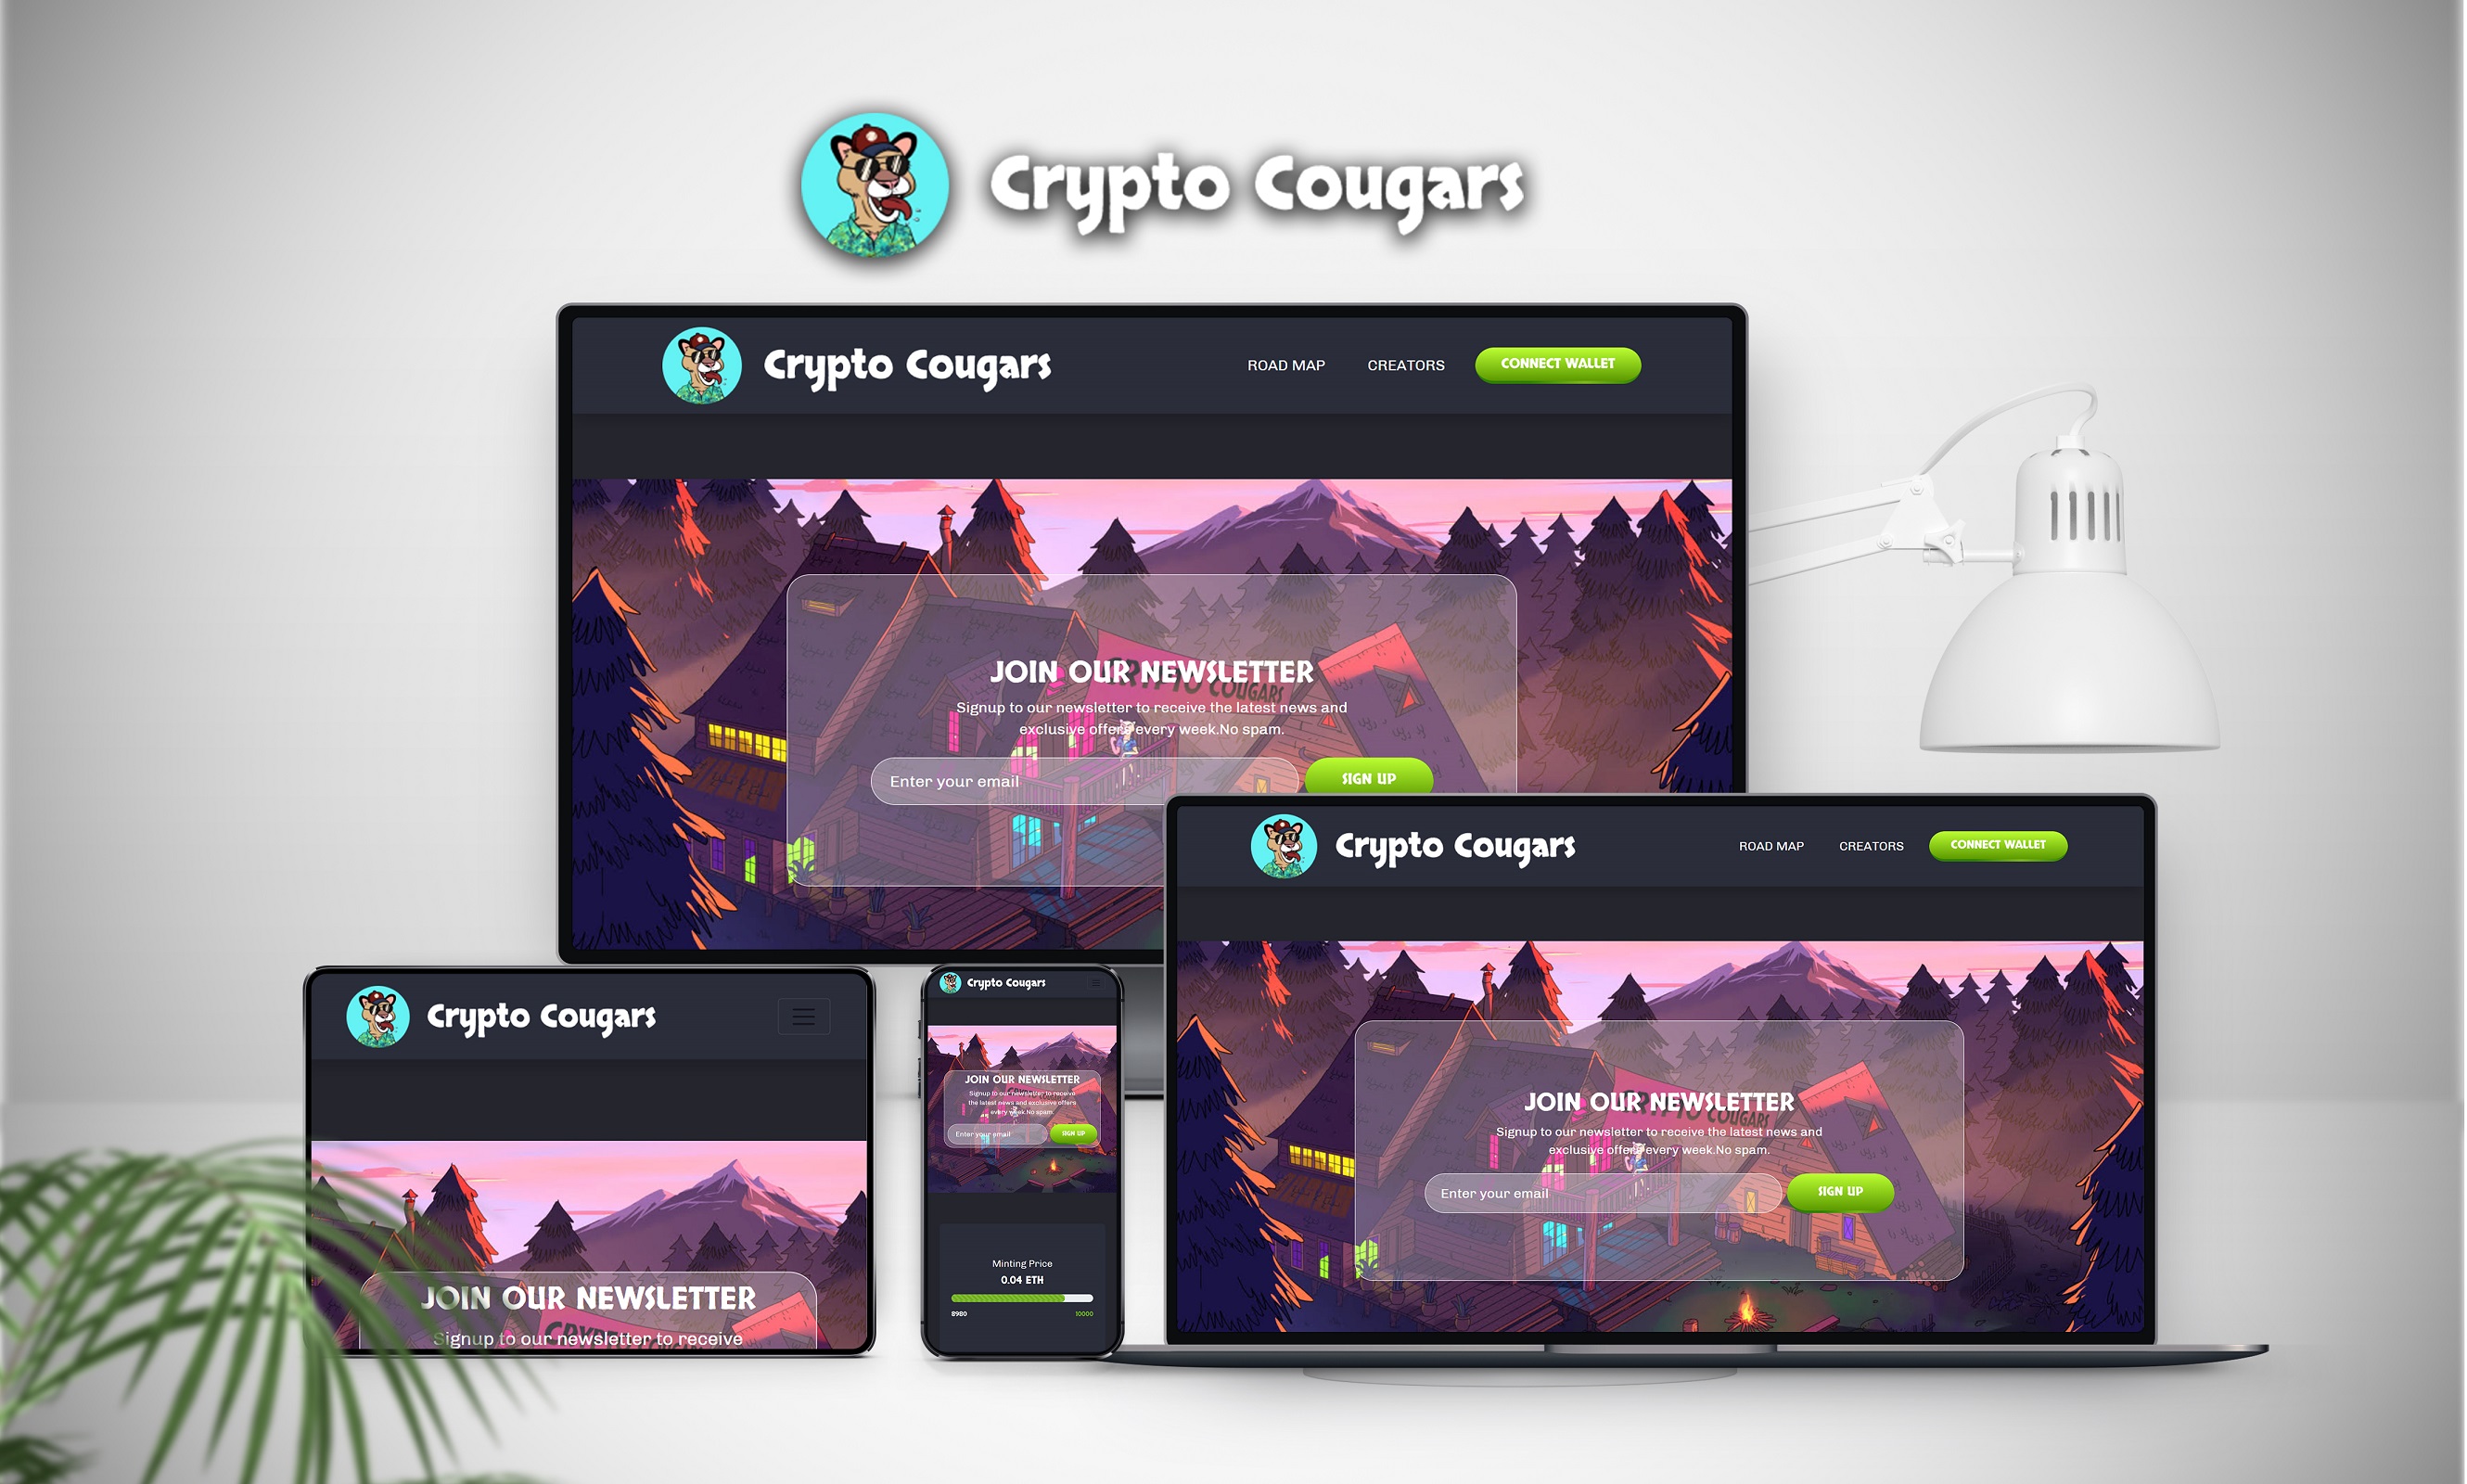 Crypto Cougars
Crypto Cougars
ROAD MAP
CREATORS
CONNECT WALLET
CRYPTO COUGARS
JOIN OUR NEWSLETTER
Signup to our newsletter to receive the latest news and
exclusive offers every week.No spam.
Enter your email
SIGN UP
Crypto Cougars
ROAD MAP
CREATORS
CONNECT WALLET
CRYPTO COUGARS
JOIN OUR NEWSLETTER
Signup to our newsletter to receive the latest news and
exclusive offers every week.No spam.
Enter your email
SIGN UP
Crypto Cougars
JOIN OUR NEWSLETTER
Signup to our newsletter to receive
Crypto Cougars
JOIN OUR NEWSLETTER
Signup to our newsletter to receive
the latest news and exclusive offers
every week.No spam.
Enter your email
SIGN UP
Minting Price
0.04 ETH
8980
10000